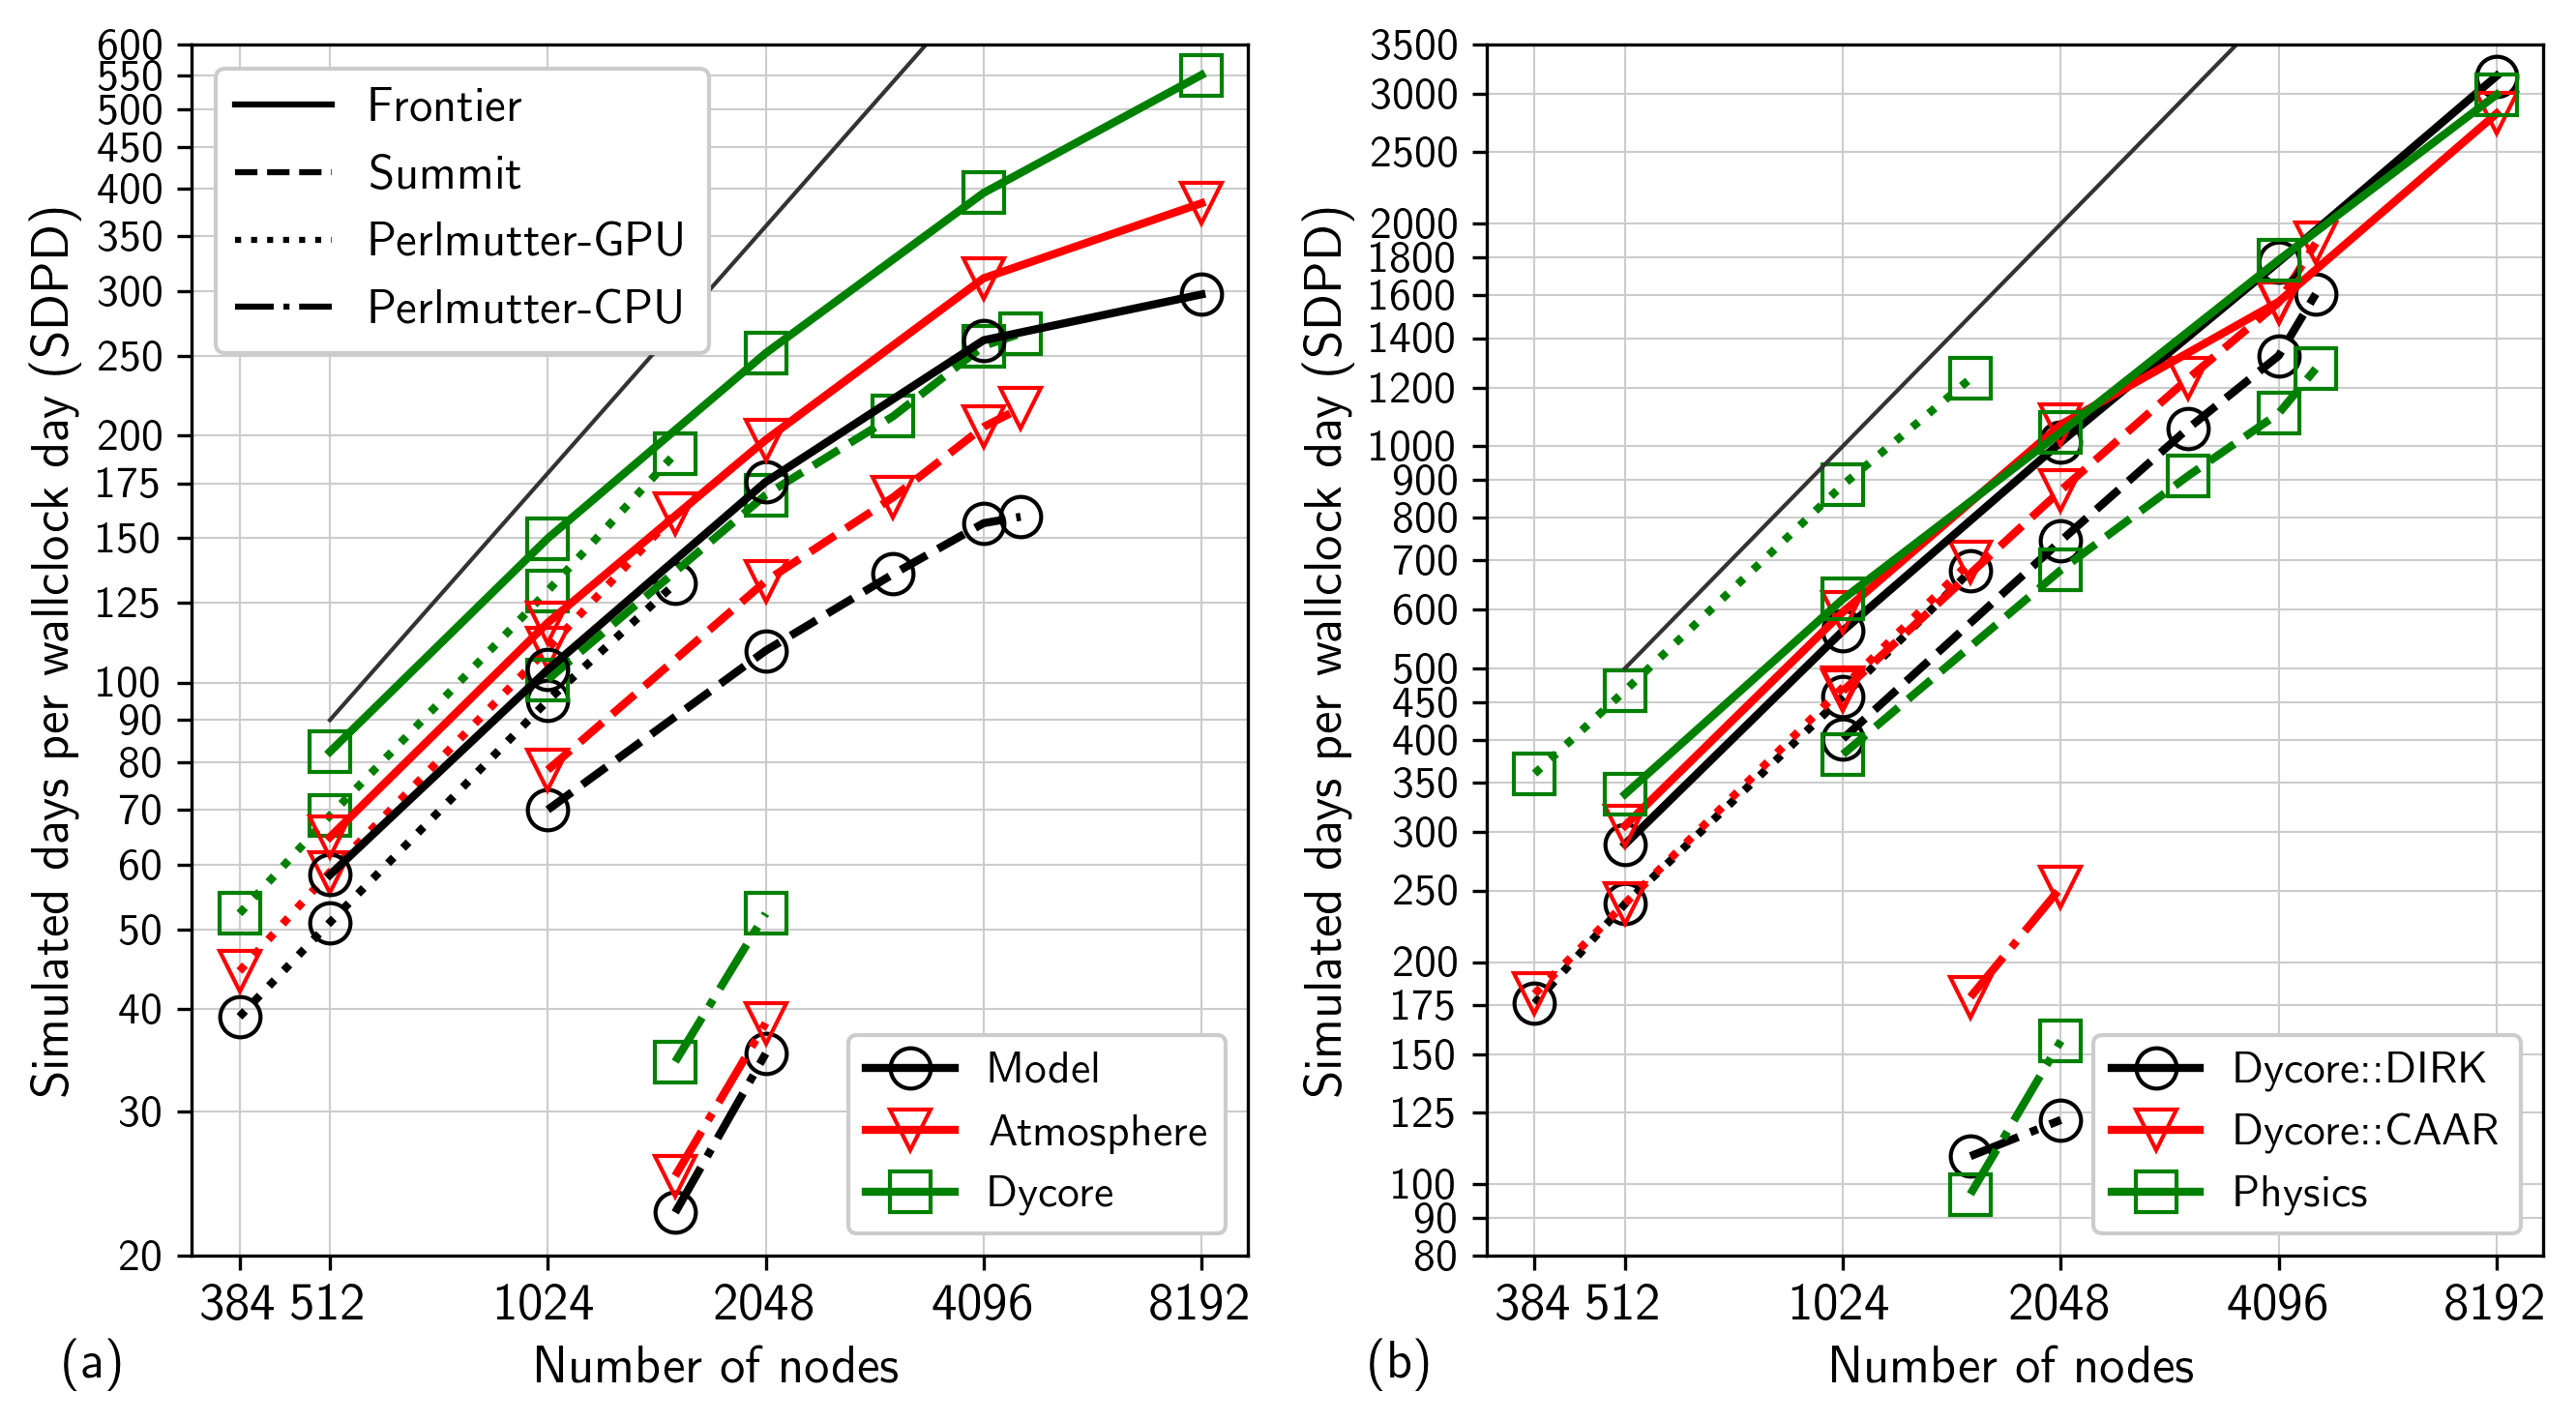 600
550
500
450
400
350
300
250
200
175
150
125
100
90
80
70
60
50
40
30
20
Simulated days per wallclock day (SDPD)
Frontier
Summit
Perlmutter-GPU
Perlmutter-CPU
Model
Atmosphere
Dycore
384 512 1024 2048 4096 8192
(a) Number of nodes
3500
3000
2500
2000
1800
1600
1400
1200
1000
900
800
700
600
500
450
400
350
300
250
200
175
150
125
100
90
80
Simulated days per wallclock day (SDPD)
Dycore::DIRK
Dycore::CAAR
Physics
384 512 1024 2048 4096 8192
(b) Number of nodes